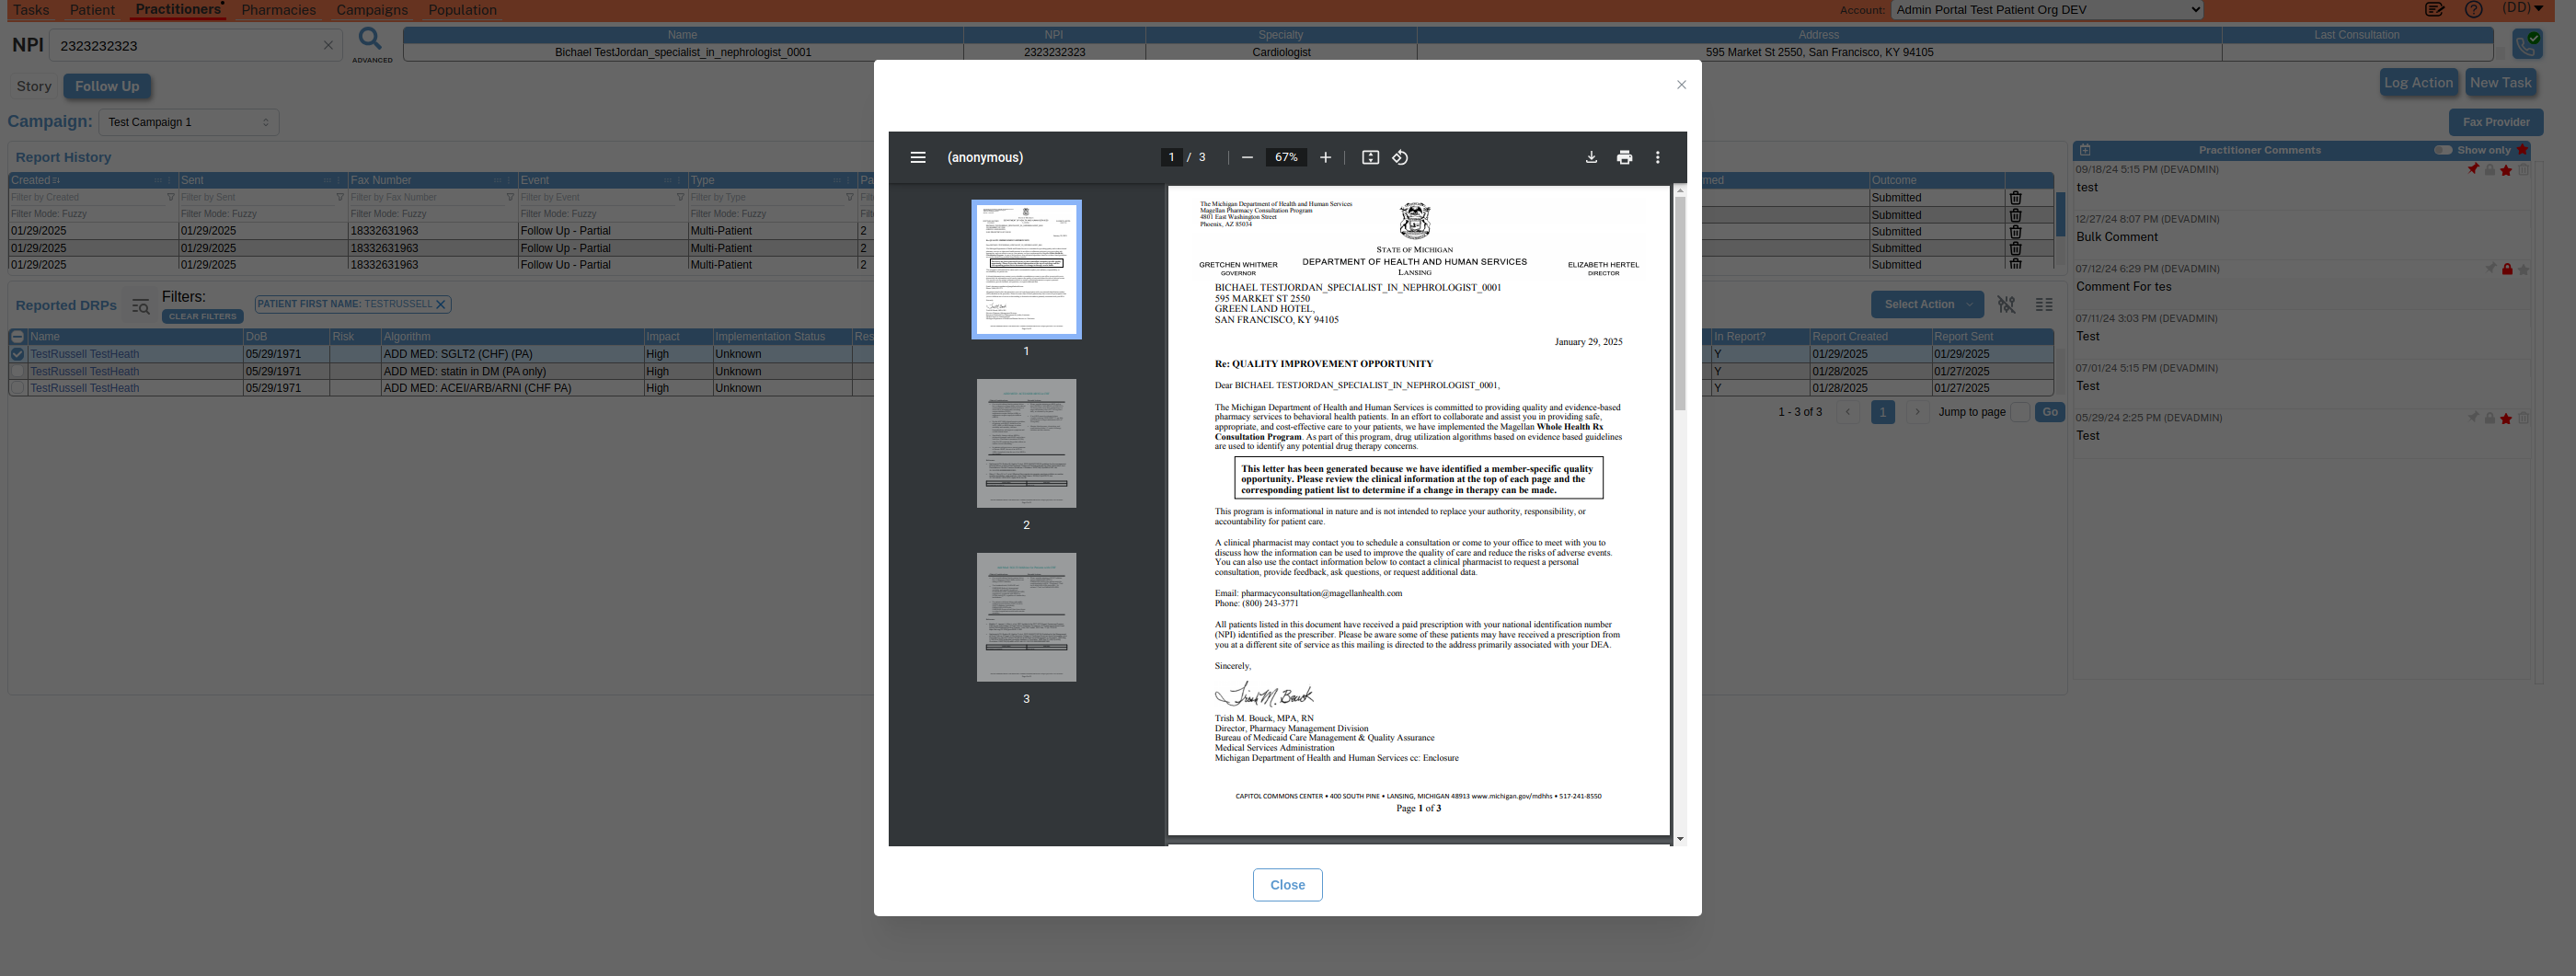 Tasks Patient Practitioners Pharmacies Campaigns Population Account: Admin Portal Test Patient Org DEV (DD)
NPI 2323232323 ADVANCED
Name NPI Specialty Address Last Consultation
Bichael TestJordan_specialist_in_nephrologist_0001 2323232323 Cardiologist 595 Market St 2550, San Francisco, KY 94105
Story Follow Up Log Action New Task
Campaign: Test Campaign 1 Fax Provider
Report History
Created Sent Fax Number Event Type Pa
Filter by Created Filter by Sent Filter by Fax Number Filter by Event Filter by Type
Filter Mode: Fuzzy Filter Mode: Fuzzy Filter Mode: Fuzzy Filter Mode: Fuzzy Filter Mode: Fuzzy
01/29/2025 01/29/2025 18332631963 Follow Up - Partial Multi-Patient 2
01/29/2025 01/29/2025 18332631963 Follow Up - Partial Multi-Patient 2
01/29/2025 01/29/2025 18332631963 Follow Up - Partial Multi-Patient 2
med Outcome
Submitted
Submitted
Submitted
Submitted
Submitted
Reported DRPs Filters: PATIENT FIRST NAME: TESTRUSSELL
CLEAR FILTERS
Select Action
Name DoB Risk Algorithm Impact Implementation Status Res
TestRussell TestHeath 05/29/1971 ADD MED: SGLT2 (CHF) (PA) High Unknown
TestRussell TestHeath 05/29/1971 ADD MED: statin in DM (PA only) High Unknown
TestRussell TestHeath 05/29/1971 ADD MED: ACEI/ARB/ARNI (CHF PA) High Unknown
In Report? Report Created Report Sent
Y 01/29/2025 01/29/2025
Y 01/28/2025 01/27/2025
Y 01/28/2025 01/27/2025
1 - 3 of 3 1 Jump to page Go
Practitioner Comments Show only
09/18/24 5:15 PM (DEVADMIN)
test
12/27/24 8:07 PM (DEVADMIN)
Bulk Comment
07/12/24 6:29 PM (DEVADMIN)
Comment For tes
07/11/24 3:03 PM (DEVADMIN)
Test
07/01/24 5:15 PM (DEVADMIN)
Test
05/29/24 2:25 PM (DEVADMIN)
Test
(anonymous) 1 / 3 67%
1
2
3
The Michigan Department of Health and Human Services
Magellan Pharmacy Consultation Program
4801 East Washington Street
Phoenix, AZ 85034
STATE OF MICHIGAN
GRETCHEN WHITMER DEPARTMENT OF HEALTH AND HUMAN SERVICES ELIZABETH HERTEL
GOVERNOR LANSING DIRECTOR
BICHAEL TESTJORDAN_SPECIALIST_IN_NEPHROLOGIST_0001
595 MARKET ST 2550
GREEN LAND HOTEL,
SAN FRANCISCO, KY 94105
January 29, 2025
Re: QUALITY IMPROVEMENT OPPORTUNITY
Dear BICHAEL TESTJORDAN_SPECIALIST_IN_NEPHROLOGIST_0001,
The Michigan Department of Health and Human Services is committed to providing quality and evidence-based
pharmacy services to behavioral health patients. In an effort to collaborate and assist you in providing safe,
appropriate, and cost-effective care to your patients, we have implemented the Magellan Whole Health Rx
Consultation Program. As part of this program, drug utilization algorithms based on evidence based guidelines
are used to identify any potential drug therapy concerns.
This letter has been generated because we have identified a member-specific quality
opportunity. Please review the clinical information at the top of each page and the
corresponding patient list to determine if a change in therapy can be made.
This program is informational in nature and is not intended to replace your authority, responsibility, or
accountability for patient care.
A clinical pharmacist may contact you to schedule a consultation or come to your office to meet with you to
discuss how the information can be used to improve the quality of care and reduce the risks of adverse events.
You can also use the contact information below to contact a clinical pharmacist to request a personal
consultation, provide feedback, ask questions, or request additional data.
Email: pharmacyconsultation@magellanhealth.com
Phone: (800) 243-3771
All patients listed in this document have received a paid prescription with your national identification number
(NPI) identified as the prescriber. Please be aware some of these patients may have received a prescription from
you at a different site of service as this mailing is directed to the address primarily associated with your DEA.
Sincerely,
Trish M. Bouck
Trish M. Bouck, MPA, RN
Director, Pharmacy Management Division
Bureau of Medicaid Care Management & Quality Assurance
Medical Services Administration
Michigan Department of Health and Human Services cc: Enclosure
CAPITOL COMMONS CENTER • 400 SOUTH PINE • LANSING, MICHIGAN 48913 www.michigan.gov/mdhhs • 517-241-8550
Page 1 of 3
Close